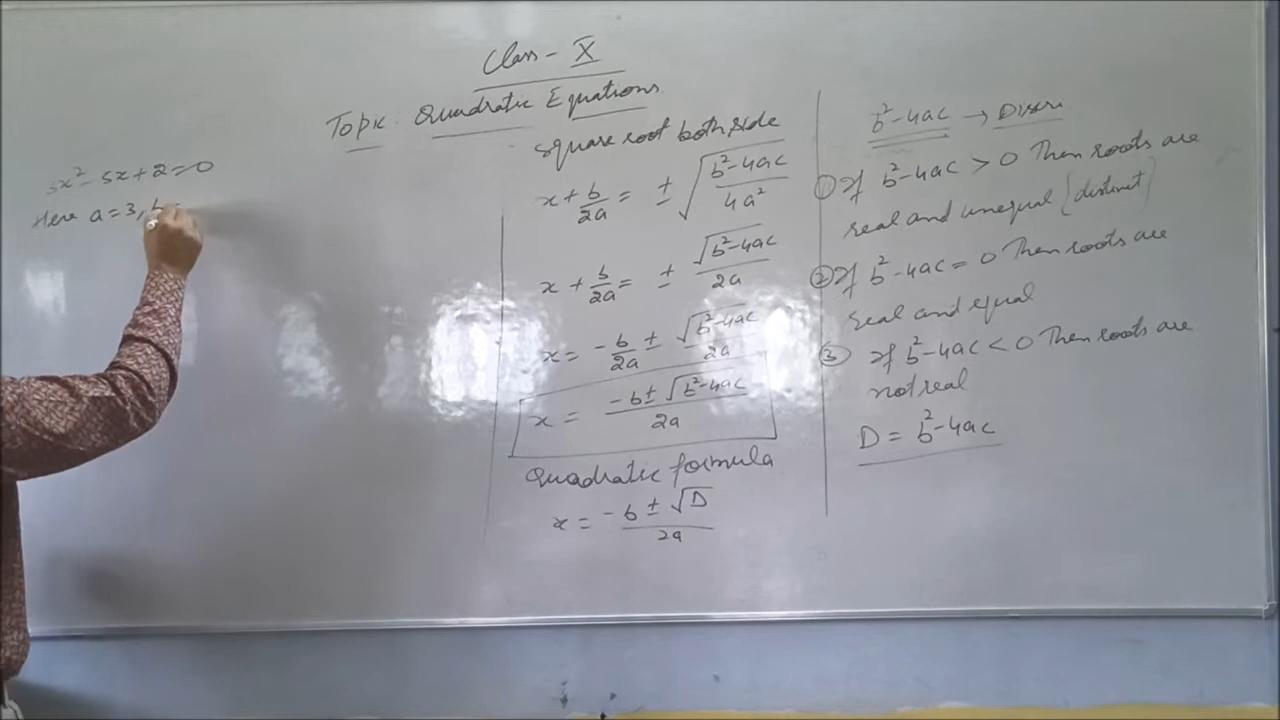 Class - X
Topic: Quadratic Equations
3x² - 5x + 2 = 0
Here a = 3, b =
square root both side
x + b/2a = ± √(b² - 4ac / 4a²)
x + b/2a = ± √(b² - 4ac) / 2a
x = - b/2a ± √(b² - 4ac) / 2a
x = (-b ± √(b² - 4ac)) / 2a
Quadratic formula
x = (-b ± √D) / 2a
b² - 4ac → Discri
① If b² - 4ac > 0 Then roots are
real and unequal (distinct)
② If b² - 4ac = 0 Then roots are
real and equal
③ If b² - 4ac < 0 Then roots are
not real
D = b² - 4ac